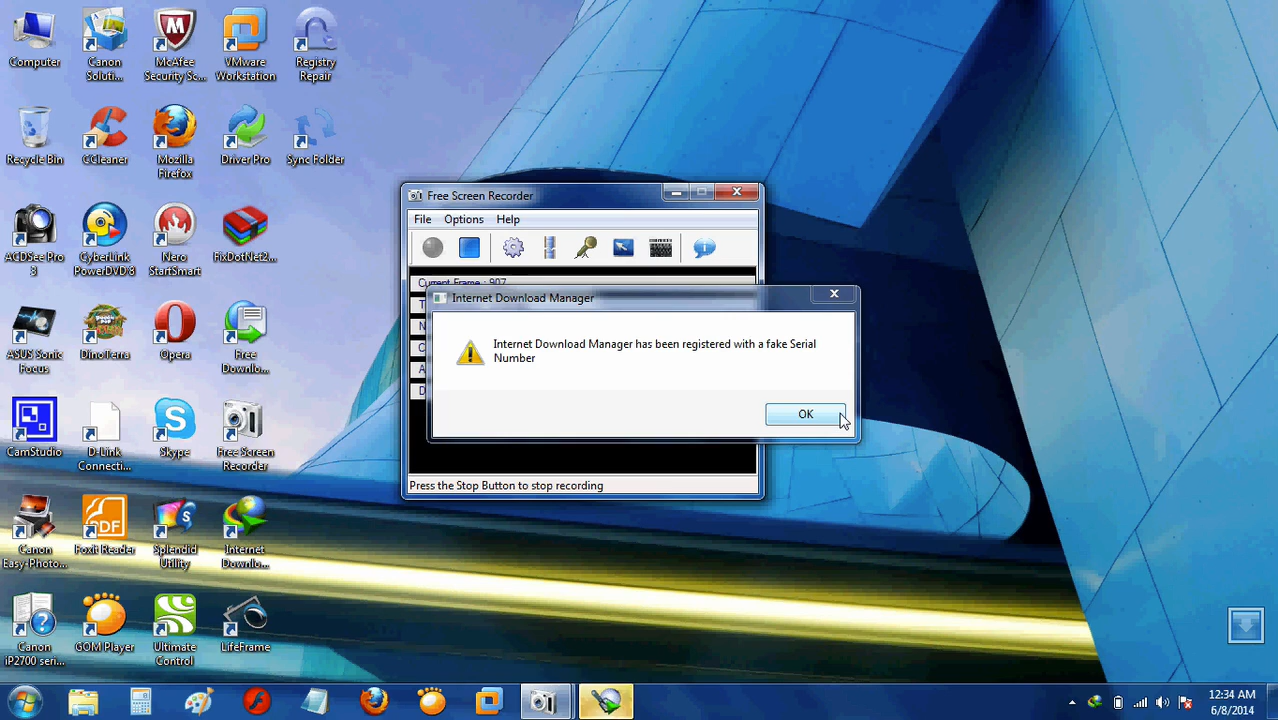 Computer
Canon
Soluti...
McAfee
Security Sc...
VMware
Workstation
Registry
Repair
Recycle Bin
CCleaner
Mozilla
Firefox
Driver Pro
Sync Folder
ACDSee Pro
3
CyberLink
PowerDVD 8
Nero
StartSmart
FixDotNet2...
ASUS Sonic
Focus
DinoTerra
Opera
Free
Downlo...
CamStudio
D-Link
Connecti...
Skype
Free Screen
Recorder
Canon
Easy-Photo...
Foxit Reader
Splendid
Utility
Internet
Downlo...
Canon
iP2700 seri...
GOM Player
Ultimate
Control
LifeFrame
Free Screen Recorder
File Options Help
Current Frame : 907
Internet Download Manager
Internet Download Manager has been registered with a fake Serial
Number
OK
Press the Stop Button to stop recording
12:34 AM
6/8/2014